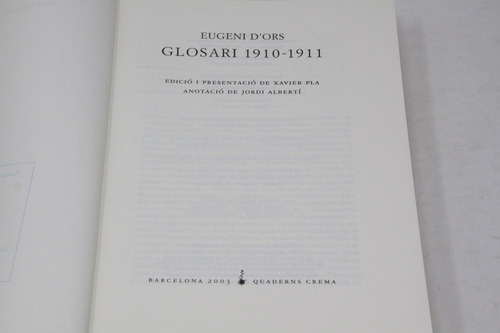 EUGENI D'ORS
GLOSARI 1910-1911
EDICIÓ I PRESENTACIÓ DE XAVIER PLA
ANOTACIÓ DE JORDI ALBERTÍ
BARCELONA 2003 QUADERNS CREMA